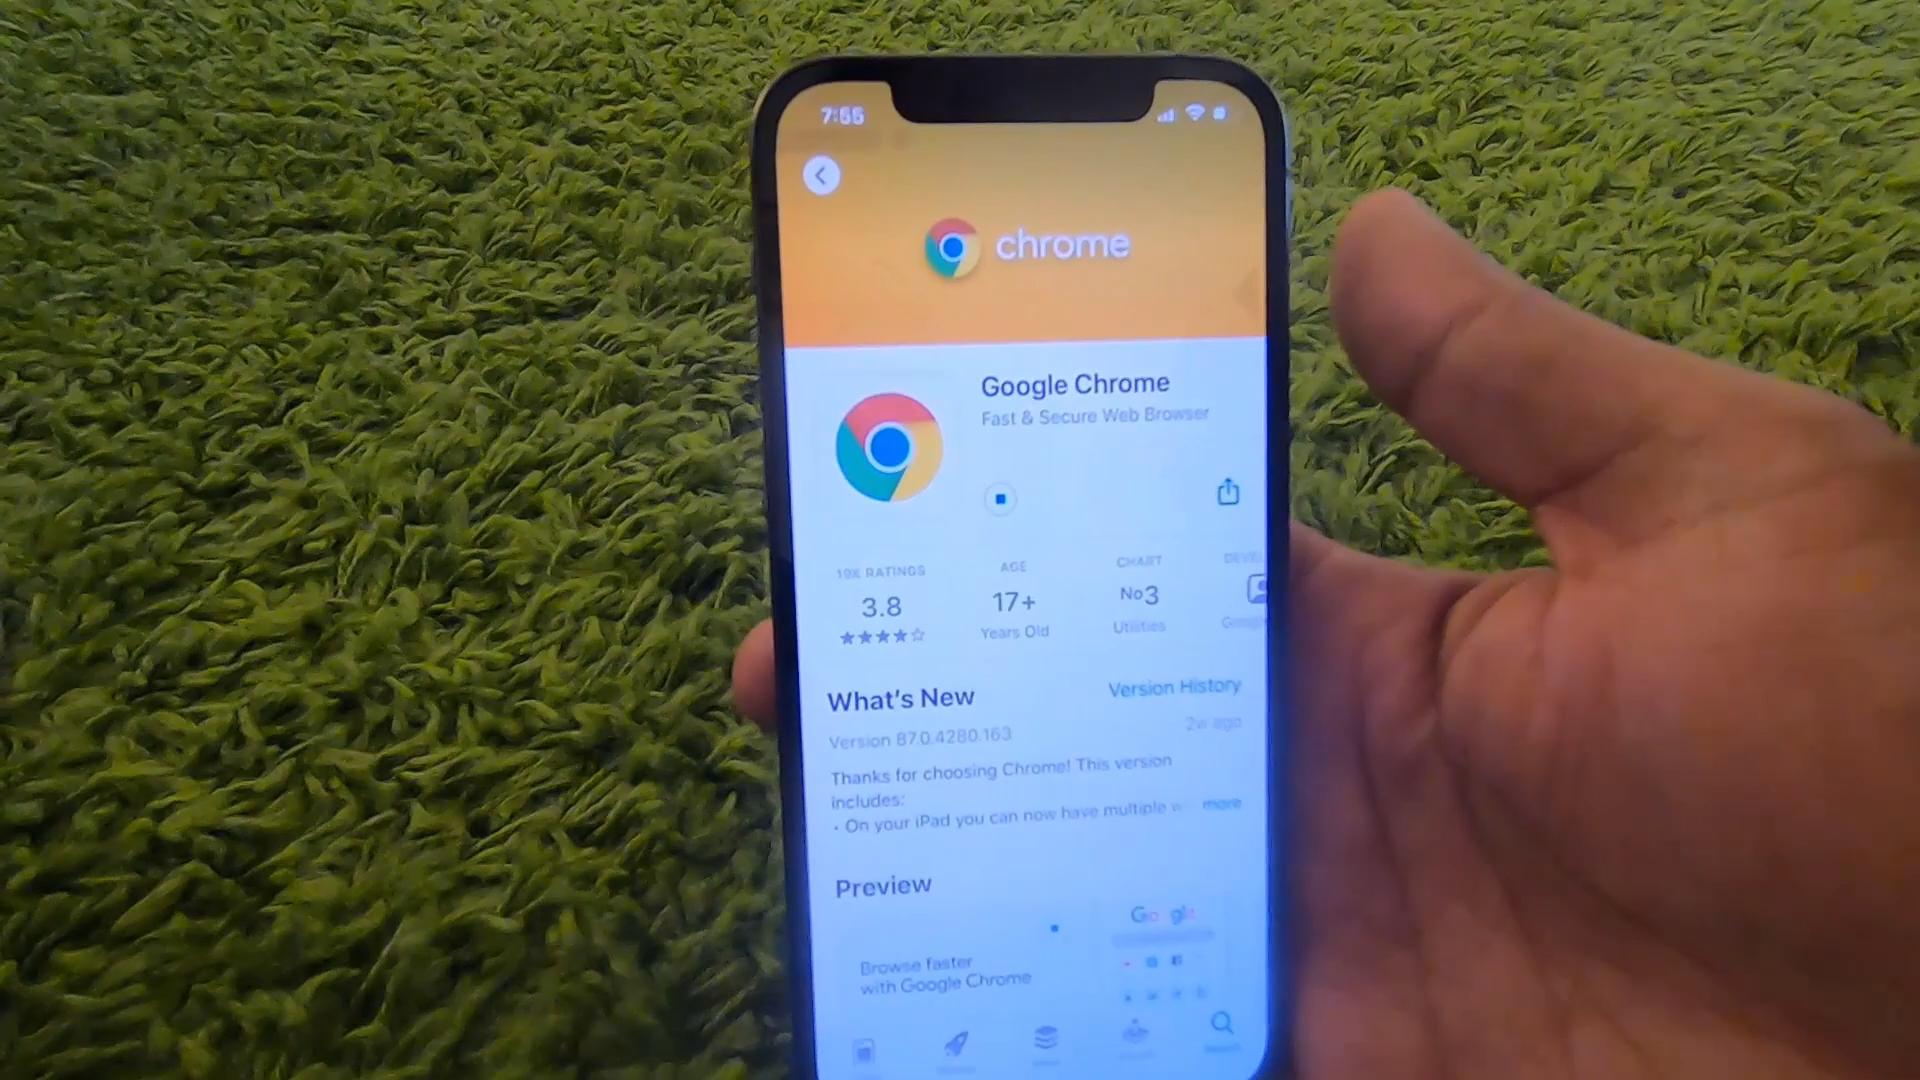 7:55
chrome
Google Chrome
Fast & Secure Web Browser
19K RATINGS
AGE
CHART
3.8
17+
No3
Years Old
Utilities
What's New
Version History
Version 87.0.4280.163
2w ago
Thanks for choosing Chrome! This version
includes:
• On your iPad you can now have multiple w
more
Preview
Google
Browse faster
with Google Chrome
Search